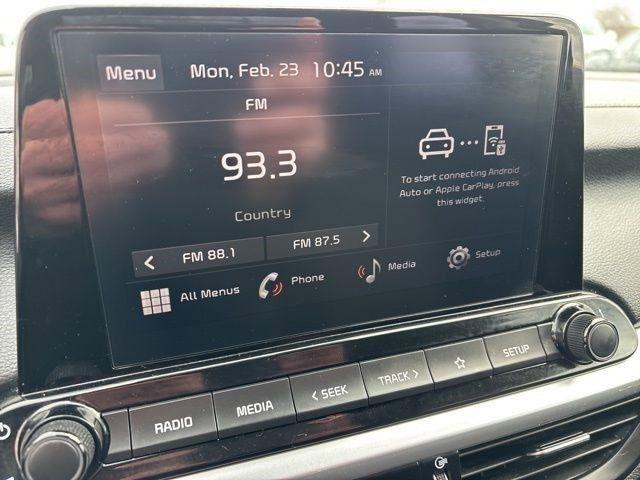 Menu Mon, Feb. 23 10:45 AM
FM
93.3
Country
< FM 88.1 FM 87.5 >
To start connecting Android
Auto or Apple CarPlay, press
this widget.
All Menus Phone Media Setup
RADIO MEDIA < SEEK TRACK > SETUP